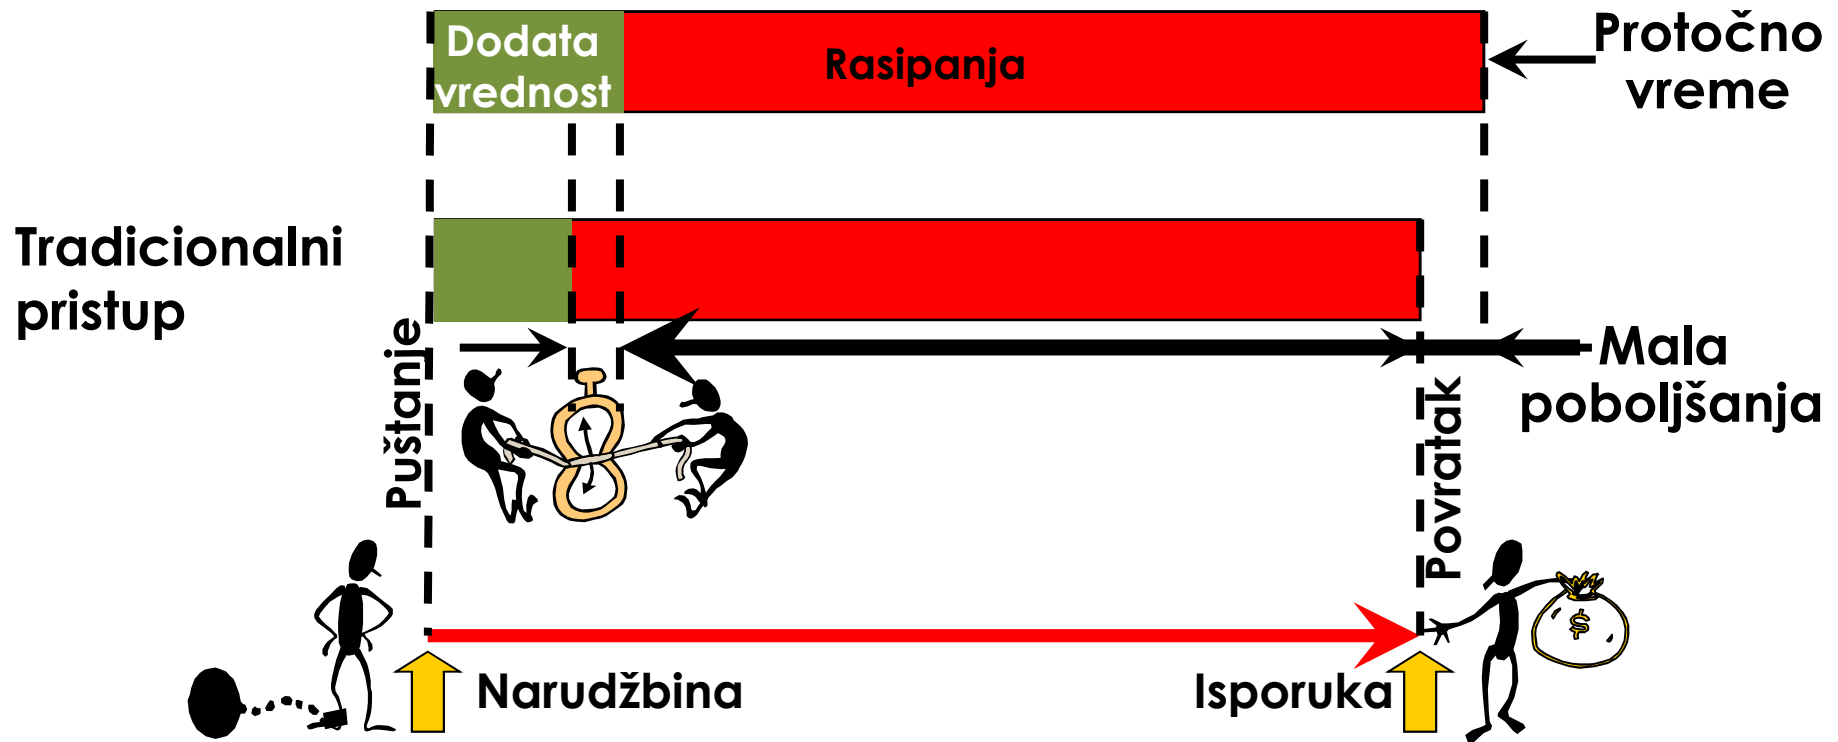 Dodata
vrednost
Rasipanja
Protočno
vreme
Tradicionalni
pristup
Puštanje
Mala
poboljšanja
Povratak
$
Narudžbina
Isporuka